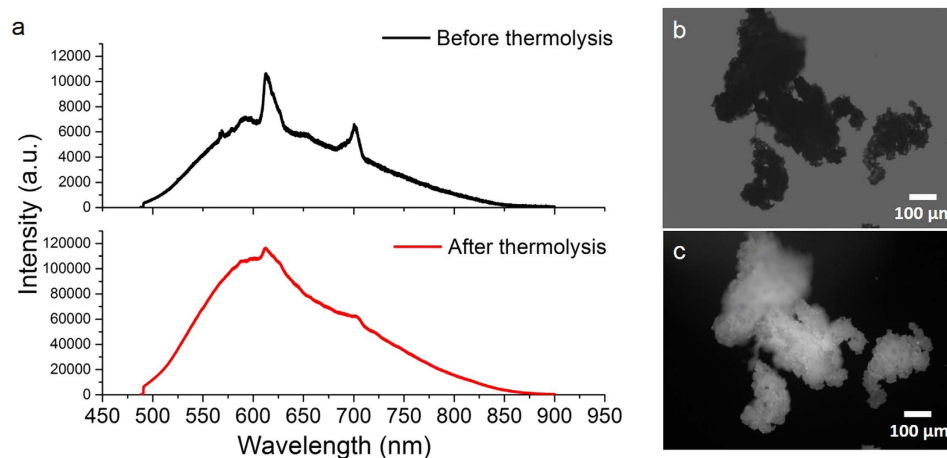 a
Before thermolysis
12000
10000
8000
6000
4000
2000
0
After thermolysis
120000
100000
80000
60000
40000
20000
0
450 500 550 600 650 700 750 800 850 900 950
Wavelength (nm)
Intensity (a.u.)
b
100 µm
c
100 µm